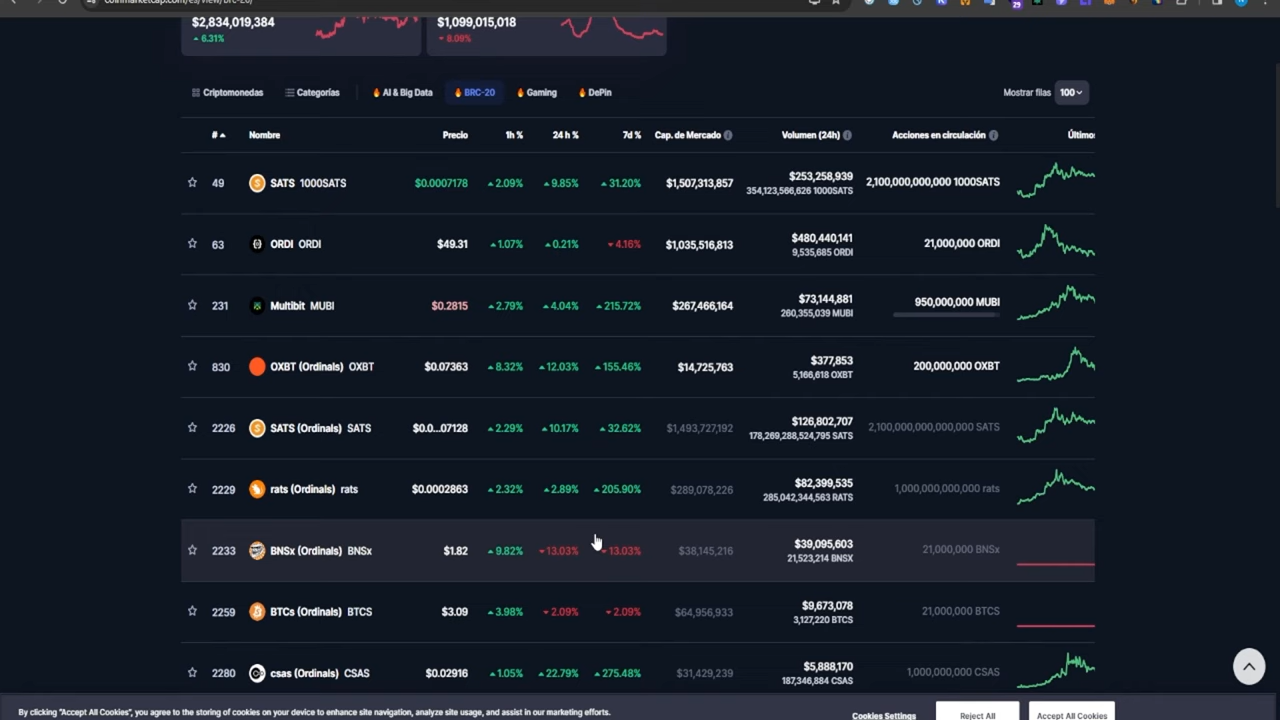 coinmarketcap.com/es/view/brc-20/
29
$2,834,019,384
6.31%
$1,099,015,018
8.09%
Criptomonedas Categorías AI & Big Data BRC-20 Gaming DePin Mostrar filas 100
# Nombre Precio 1h % 24 h % 7d % Cap. de Mercado Volumen (24h) Acciones en circulación Últimos
49 SATS 1000SATS $0.0007178 2.09% 9.85% 31.20% $1,507,313,857 $253,258,939 2,100,000,000,000 1000SATS
354,123,566,626 1000SATS
63 ORDI ORDI $49.31 1.07% 0.21% 4.16% $1,035,516,813 $480,440,141 21,000,000 ORDI
9,535,685 ORDI
231 Multibit MUBI $0.2815 2.79% 4.04% 215.72% $267,466,164 $73,144,881 950,000,000 MUBI
260,355,039 MUBI
830 OXBT (Ordinals) OXBT $0.07363 8.32% 12.03% 155.46% $14,725,763 $377,853 200,000,000 OXBT
5,166,618 OXBT
2226 SATS (Ordinals) SATS $0.0...07128 2.29% 10.17% 32.62% $1,493,727,192 $126,802,707 2,100,000,000,000,000 SATS
178,269,288,524,795 SATS
2229 rats (Ordinals) rats $0.0002863 2.32% 2.89% 205.90% $289,078,226 $82,399,535 1,000,000,000,000 rats
285,042,344,563 RATS
2233 BNSx (Ordinals) BNSx $1.82 9.82% 13.03% 13.03% $38,145,216 $39,095,603 21,000,000 BNSx
21,523,214 BNSX
2259 BTCs (Ordinals) BTCS $3.09 3.98% 2.09% 2.09% $64,956,933 $9,673,078 21,000,000 BTCS
3,127,220 BTCS
2280 csas (Ordinals) CSAS $0.02916 1.05% 22.79% 275.48% $31,429,239 $5,888,170 1,000,000,000 CSAS
187,346,884 CSAS
By clicking "Accept All Cookies", you agree to the storing of cookies on your device to enhance site navigation, analyze site usage, and assist in our marketing efforts.
Cookies Settings Reject All Accept All Cookies